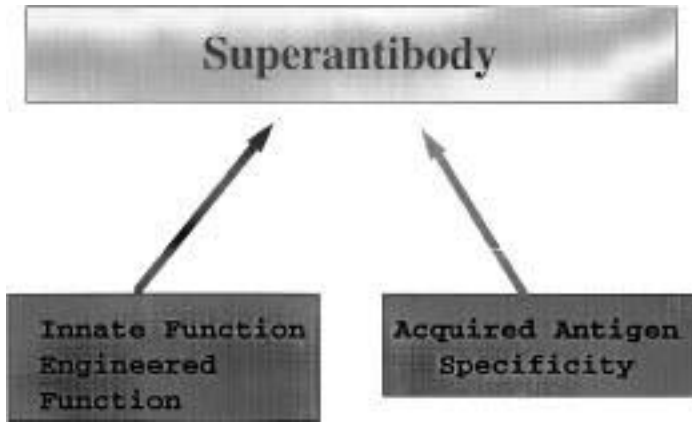 Superantibody
Innate Function
Engineered
Function
Acquired Antigen
Specificity